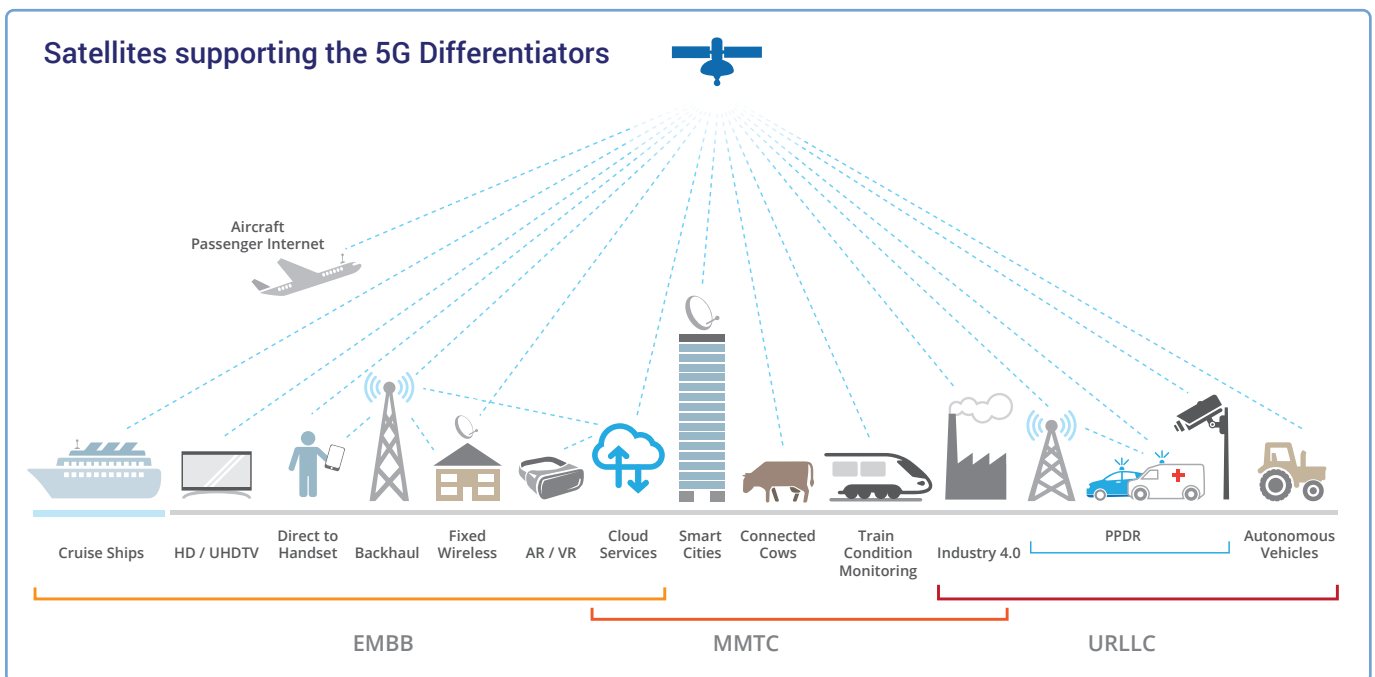 Satellites supporting the 5G Differentiators
Aircraft
Passenger Internet
Cruise Ships
HD / UHDTV
Direct to
Handset
Backhaul
Fixed
Wireless
AR / VR
Cloud
Services
Smart
Cities
Connected
Cows
Train
Condition
Monitoring
Industry 4.0
PPDR
Autonomous
Vehicles
EMBB
MMTC
URLLC